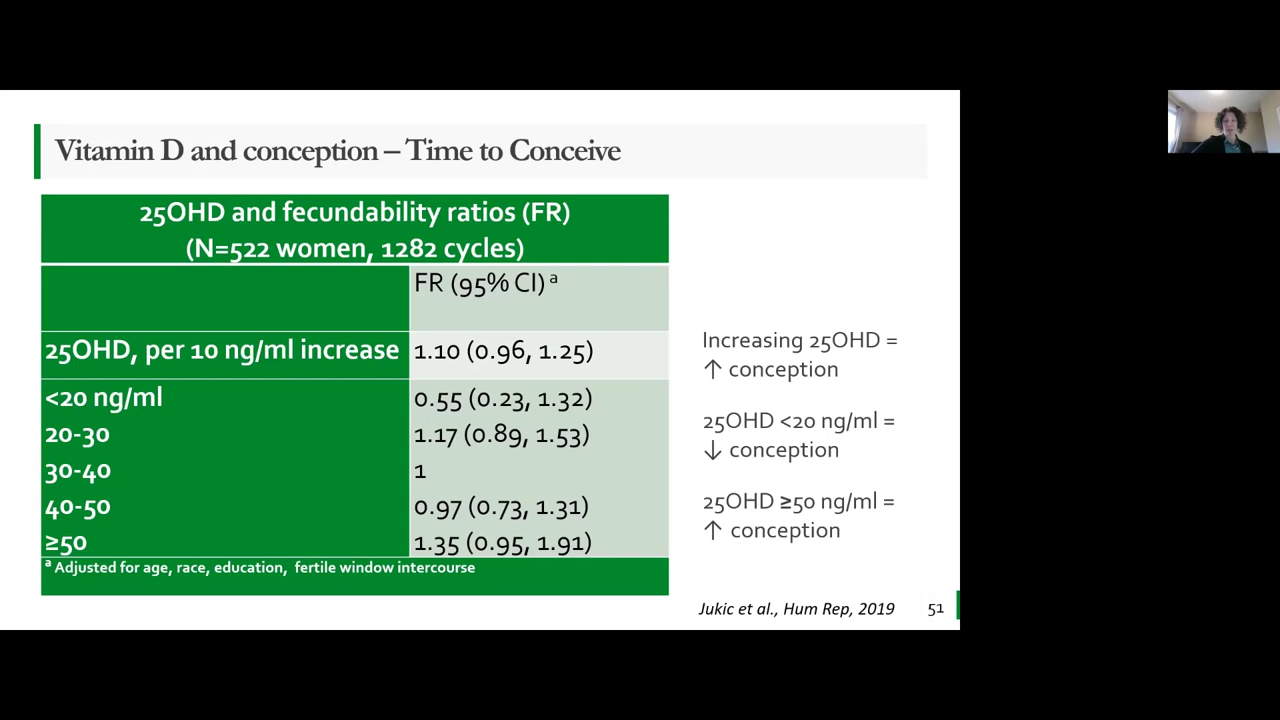 Vitamin D and conception – Time to Conceive
25OHD and fecundability ratios (FR)
(N=522 women, 1282 cycles)
FR (95% CI) a
25OHD, per 10 ng/ml increase 1.10 (0.96, 1.25)
<20 ng/ml 0.55 (0.23, 1.32)
20-30 1.17 (0.89, 1.53)
30-40 1
40-50 0.97 (0.73, 1.31)
≥50 1.35 (0.95, 1.91)
a Adjusted for age, race, education, fertile window intercourse
Increasing 25OHD =
↑ conception
25OHD <20 ng/ml =
↓ conception
25OHD ≥50 ng/ml =
↑ conception
Jukic et al., Hum Rep, 2019
51